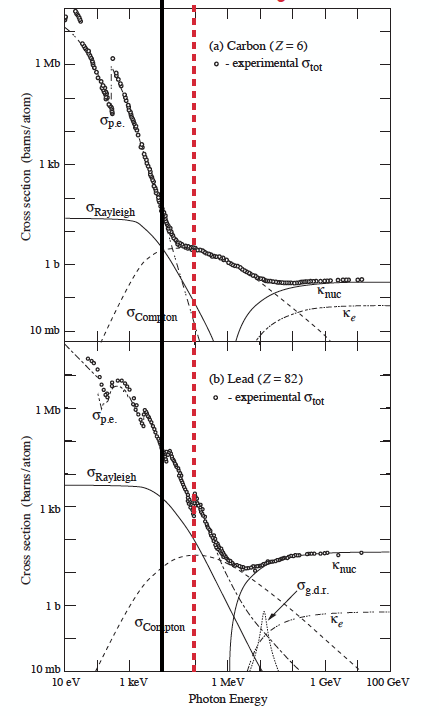 (a) Carbon (Z = 6)
o - experimental σtot
1 Mb
σp.e.
Cross section (barns/atom)
1 kb
σRayleigh
1 b
κnuc
σCompton
κe
10 mb
(b) Lead (Z = 82)
o - experimental σtot
1 Mb
σp.e.
σRayleigh
Cross section (barns/atom)
1 kb
κnuc
σg.d.r.
1 b
κe
σCompton
10 mb
10 eV 1 keV 1 MeV 1 GeV 100 GeV
Photon Energy